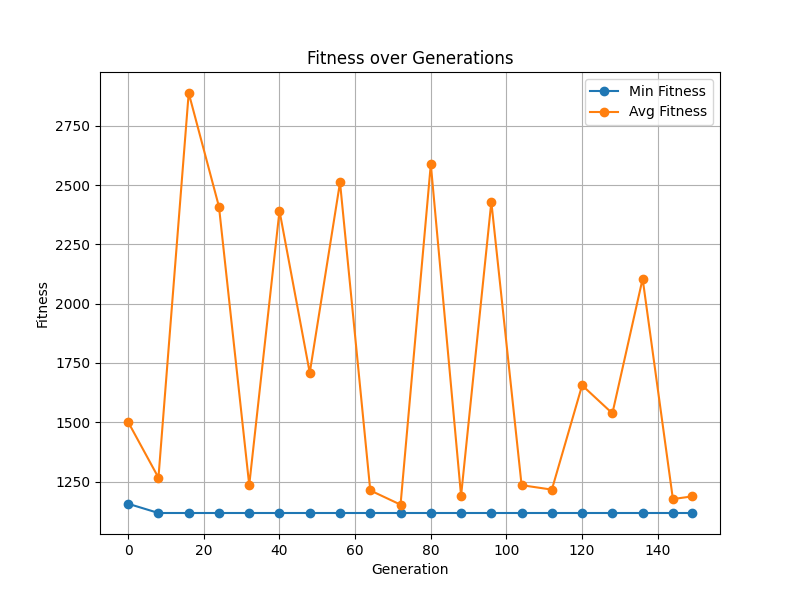 Fitness over Generations
Min Fitness
Avg Fitness
Fitness
2750
2500
2250
2000
1750
1500
1250
0 20 40 60 80 100 120 140
Generation